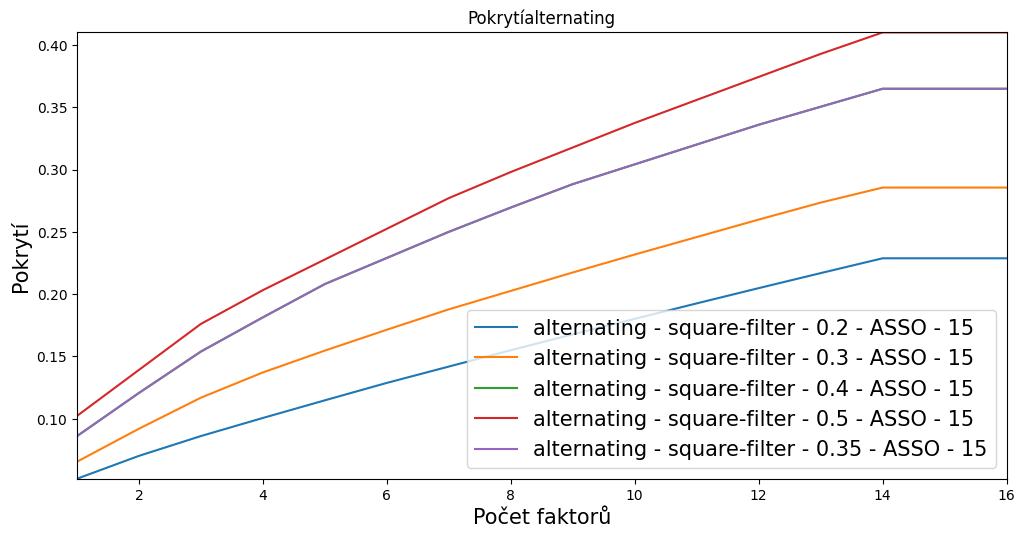 Pokrytíalternating
0.40
0.35
0.30
0.25
0.20
0.15
0.10
Pokrytí
alternating - square-filter - 0.2 - ASSO - 15
alternating - square-filter - 0.3 - ASSO - 15
alternating - square-filter - 0.4 - ASSO - 15
alternating - square-filter - 0.5 - ASSO - 15
alternating - square-filter - 0.35 - ASSO - 15
2 4 6 8 10 12 14 16
Počet faktorů